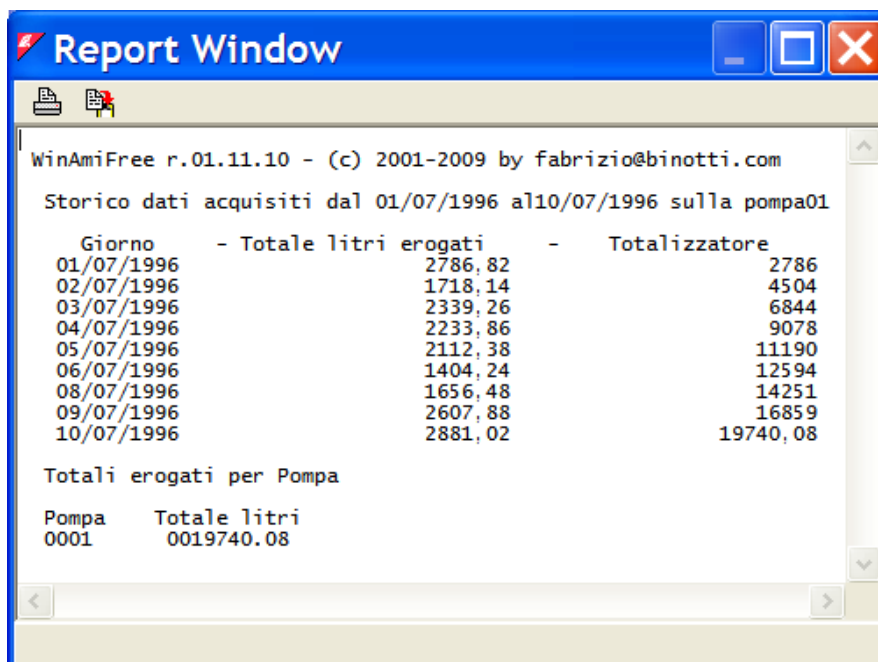 Report Window
WinAmiFree r.01.11.10 - (c) 2001-2009 by fabrizio@binotti.com
Storico dati acquisiti dal 01/07/1996 al10/07/1996 sulla pompa01
Giorno - Totale litri erogati - Totalizzatore
01/07/1996 2786,82 2786
02/07/1996 1718,14 4504
03/07/1996 2339,26 6844
04/07/1996 2233,86 9078
05/07/1996 2112,38 11190
06/07/1996 1404,24 12594
08/07/1996 1656,48 14251
09/07/1996 2607,88 16859
10/07/1996 2881,02 19740,08
Totali erogati per Pompa
Pompa Totale litri
0001 0019740.08